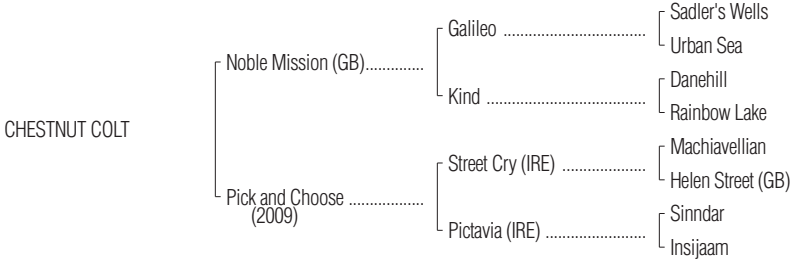 Sadler's Wells
Galileo ..................................
Urban Sea
Noble Mission (GB)..............
Danehill
Kind ......................................
Rainbow Lake
CHESTNUT COLT
Machiavellian
Street Cry (IRE) ....................
Helen Street (GB)
Pick and Choose ..................
(2009)
Sinndar
Pictavia (IRE) ........................
Insijaam